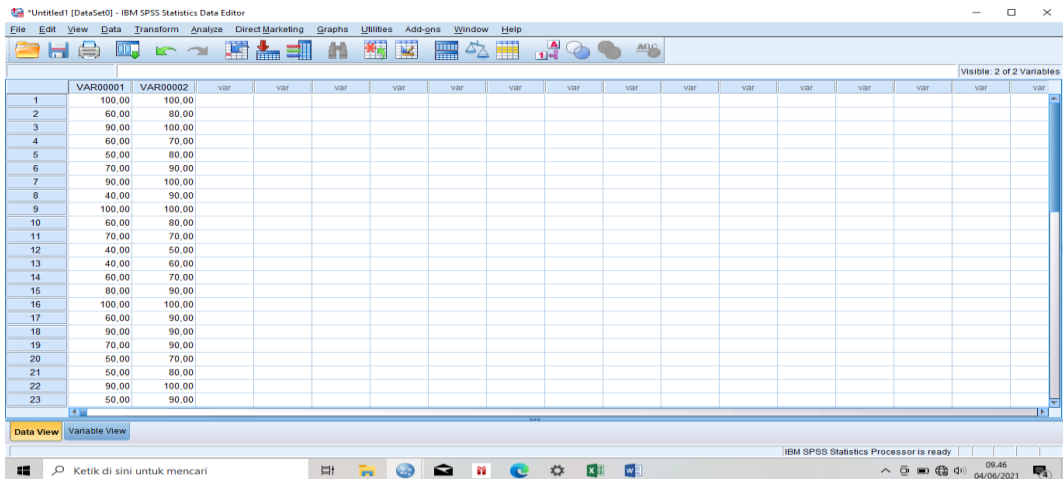 *Untitled1 [DataSet0] - IBM SPSS Statistics Data Editor
File Edit View Data Transform Analyze Direct Marketing Graphs Utilities Add-ons Window Help
Visible: 2 of 2 Variables
VAR00001 VAR00002 var var var var var var var var var var var var var var var
1 100,00 100,00
2 60,00 80,00
3 90,00 100,00
4 60,00 70,00
5 50,00 80,00
6 70,00 90,00
7 90,00 100,00
8 40,00 90,00
9 100,00 100,00
10 60,00 80,00
11 70,00 70,00
12 40,00 50,00
13 40,00 60,00
14 60,00 70,00
15 80,00 90,00
16 100,00 100,00
17 60,00 90,00
18 90,00 90,00
19 70,00 90,00
20 50,00 70,00
21 50,00 80,00
22 90,00 100,00
23 50,00 90,00
Data View Variable View
IBM SPSS Statistics Processor is ready
Ketik di sini untuk mencari
09.46
04/06/2021